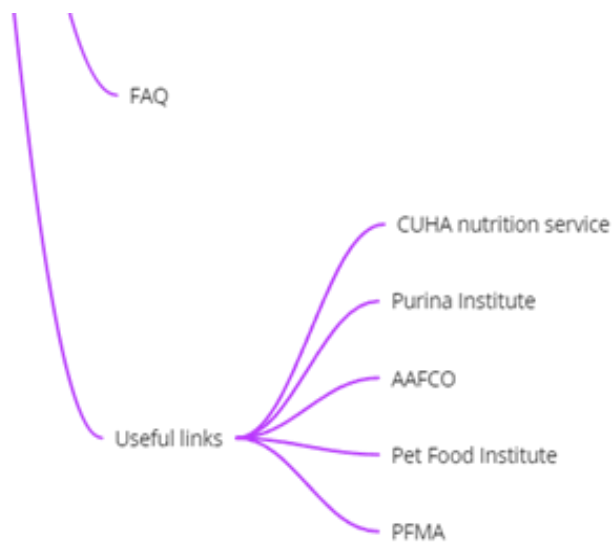 FAQ
CUHA nutrition service
Purina Institute
AAFCO
Useful links
Pet Food Institute
PFMA